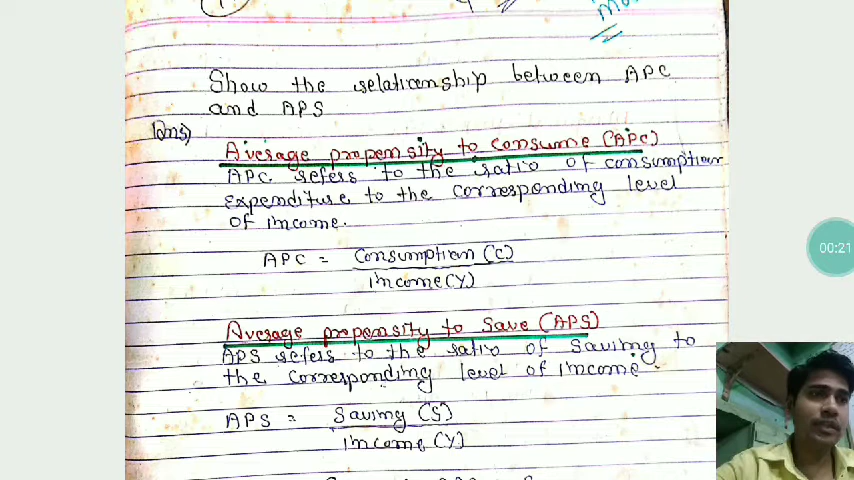 Show the relationship between APC
and APS
Ans)
Average propensity to Consume (APC)
APC refers to the ratio of consumption
expenditure to the corresponding level
of income.
APC = Consumption (C)
income (Y)
Average propensity to Save (APS)
APS refers to the ratio of saving to
the corresponding level of income.
APS = Saving (S)
income (Y)
00:21